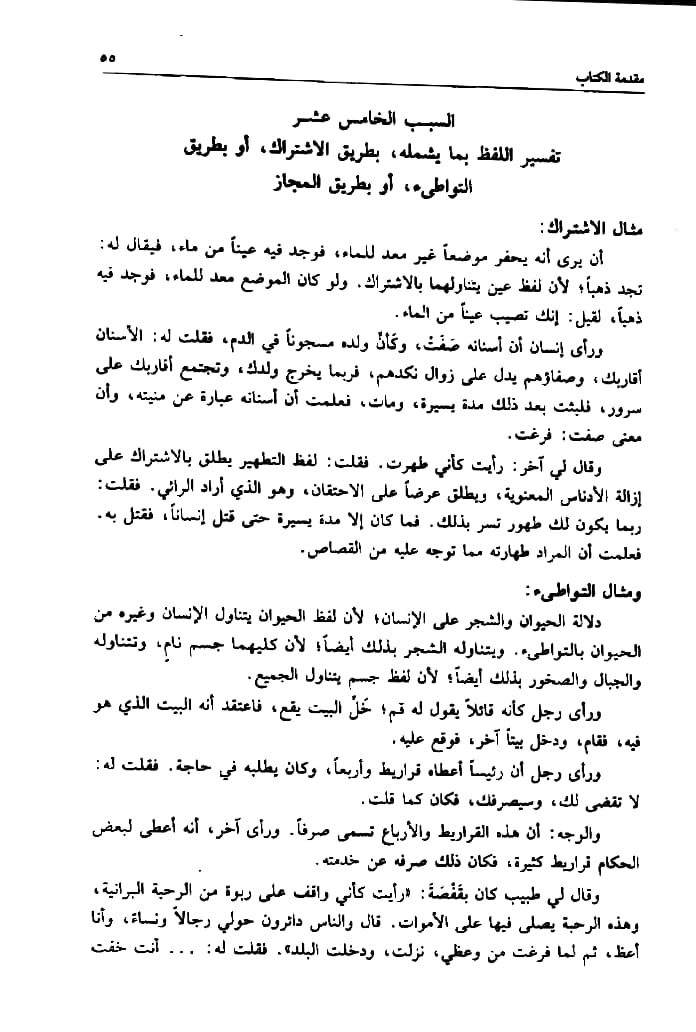 مقدمة الكتاب
٥٥
السبب الخامس عشر
تفسير اللفظ بما يشمله، بطريق الاشتراك، أو بطريق
التواطىء، أو بطريق المجاز
مثال الاشتراك:
أن يرى أنه يحفر موضعاً غير معد للماء، فوجد فيه عيناً من ماء، فيقال له:
تجد ذهباً؛ لأن لفظ عين يتناولهما بالاشتراك. ولو كان الموضع معد للماء، فوجد فيه
ذهباً، لقيل: إنك تصيب عيناً من الماء.
ورأى إنسان أن أسنانه صَفَتْ، وكَأنَّ ولده مسجوناً في الدم، فقلت له: الأسنان
أقاربك، وصفاؤهم يدل على زوال نكدهم، فربما يخرج ولدك، وتجتمع أقاربك على
سرور، فلبثت بعد ذلك مدة يسيرة، ومات، فعلمت أن أسنانه عبارة عن منيته، وأن
معنى صفت: فرغت.
وقال لي آخر: رأيت كأني طهرت. فقلت: لفظ التطهير يطلق بالاشتراك على
إزالة الأدناس المعنوية، ويطلق عرضاً على الاحتقان، وهو الذي أراد الرائي. فقلت:
ربما يكون لك طهور تسر بذلك. فما كان إلا مدة يسيرة حتى قتل إنساناً، فقتل به.
فعلمت أن المراد طهارته مما توجه عليه من القصاص.
ومثال التواطىء:
دلالة الحيوان والشجر على الإنسان؛ لأن لفظ الحيوان يتناول الإنسان وغيره من
الحيوان بالتواطىء. ويتناوله الشجر بذلك أيضاً؛ لأن كليهما جسم نامٍ، وتتناوله
والجبال والصخور بذلك أيضاً؛ لأن لفظ جسم يتناول الجميع.
ورأى رجل كأنه قائلاً يقول له قم؛ خَلِّ البيت يقع، فاعتقد أنه البيت الذي هو
فيه، فقام، ودخل بيتاً آخر، فوقع عليه.
ورأى رجل أن رئيساً أعطاه قراريط وأربعاً، وكان يطلبه في حاجة. فقلت له:
لا تقضى لك، وسيصرفك، فكان كما قلت.
والوجه: أن هذه القراريط والأرباع تسمى صرفاً. ورأى آخر، أنه أعطى لبعض
الحكام قراريط كثيرة، فكان ذلك صرفه عن خدمته.
وقال لي طبيب كان بقَفْصَةَ: «رأيت كأني واقف على ربوة من الرحبة البرانية،
وهذه الرحبة يصلى فيها على الأموات. قال والناس دائرون حولي رجالاً ونساءً، وأنا
أعظ، ثم لما فرغت من وعظي، نزلت، ودخلت البلد». فقلت له: ... أنت خفت